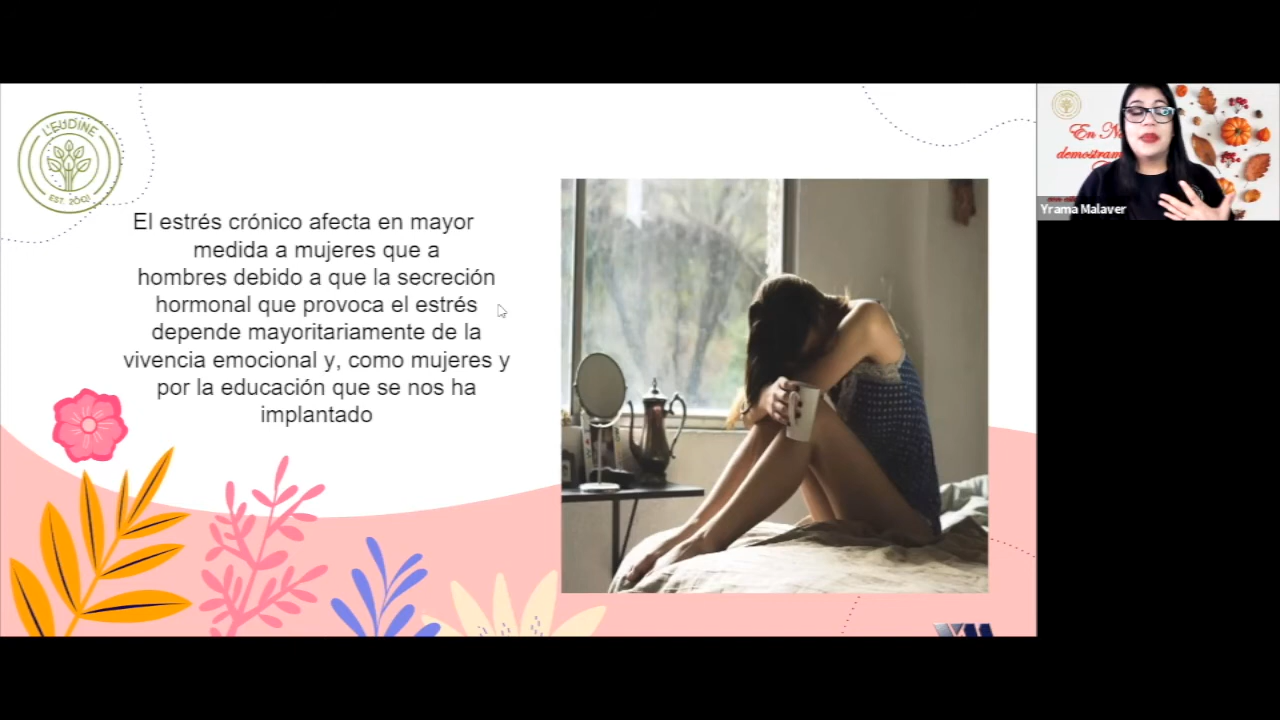 L'EUDINE
EST. 2001
El estrés crónico afecta en mayor
medida a mujeres que a
hombres debido a que la secreción
hormonal que provoca el estrés
depende mayoritariamente de la
vivencia emocional y, como mujeres y
por la educación que se nos ha
implantado
demostram
Yrama Malaver